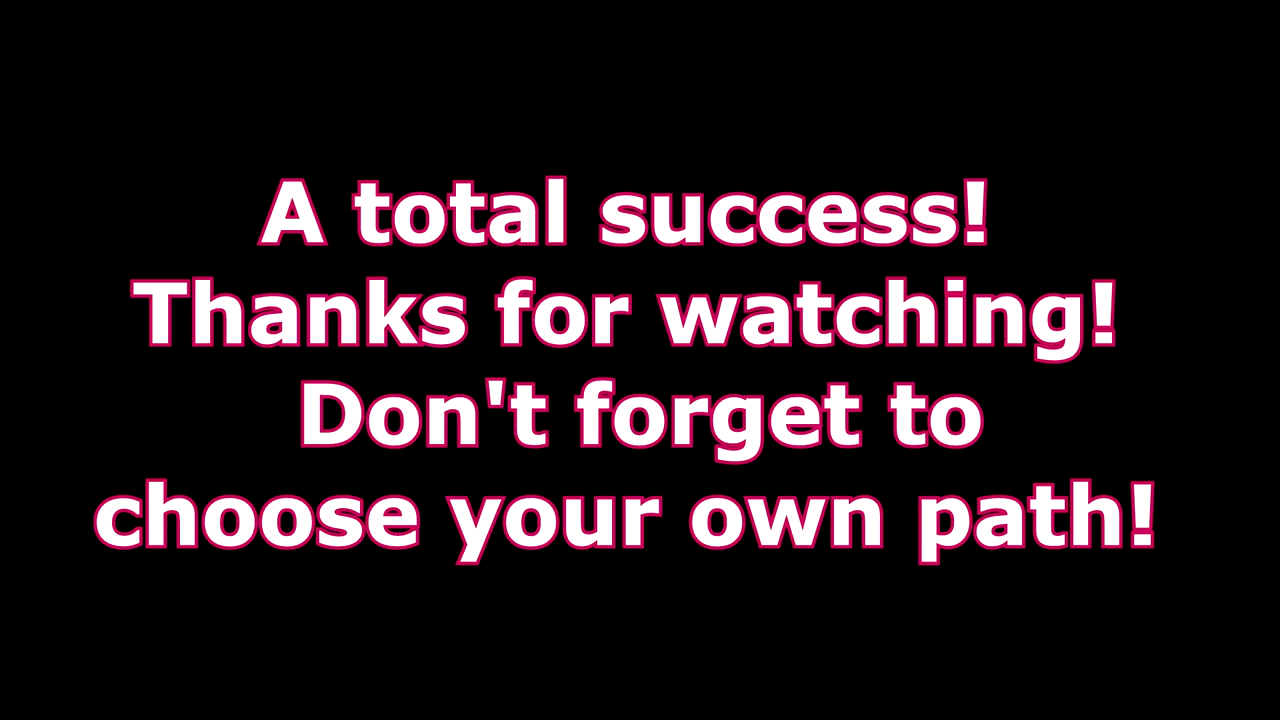 A total success!
Thanks for watching!
Don't forget to
choose your own path!